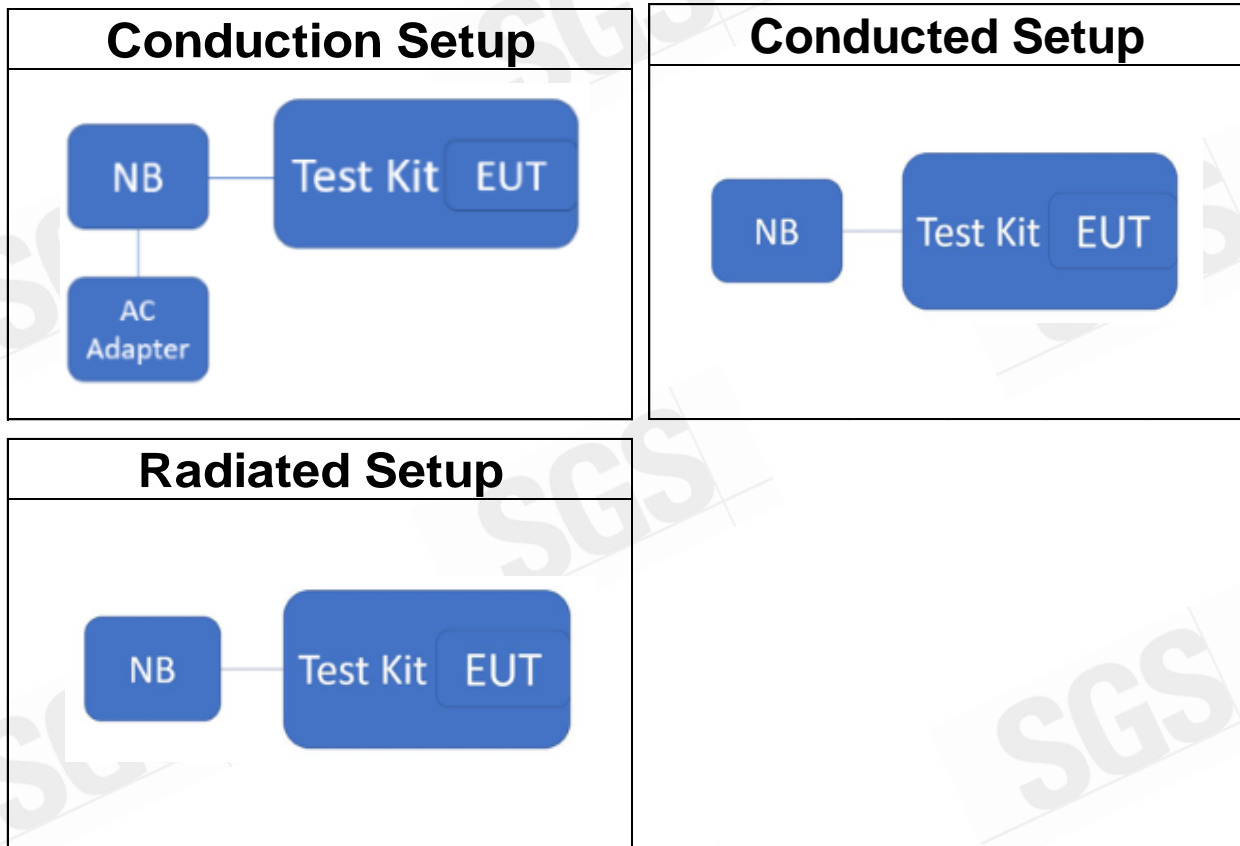 Conduction Setup
NB
Test Kit
EUT
AC
Adapter
Conducted Setup
NB
Test Kit
EUT
Radiated Setup
NB
Test Kit
EUT
SGS
SGS
SGS
SGS